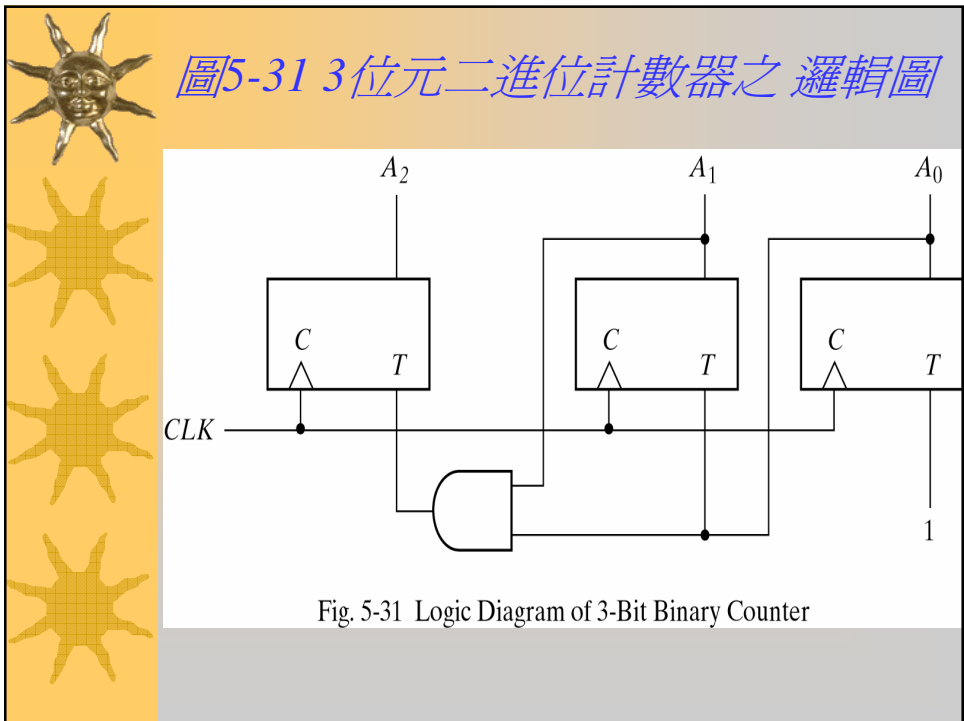 圖5-31 3位元二進位計數器之 邏輯圖
A2 A1 A0
C T C T C T
CLK
1
Fig. 5-31 Logic Diagram of 3-Bit Binary Counter